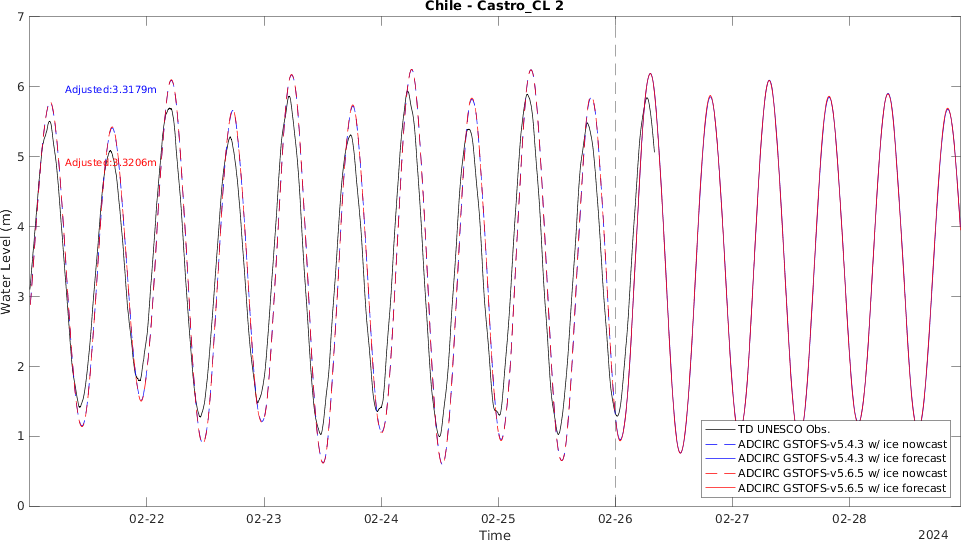 Chile - Castro_CL 2
7
6
5
4
3
2
1
0
Water Level (m)
Adjusted:3.3179m
Adjusted:3.3206m
TD UNESCO Obs.
ADCIRC GSTOFS-v5.4.3 w/ ice nowcast
ADCIRC GSTOFS-v5.4.3 w/ ice forecast
ADCIRC GSTOFS-v5.6.5 w/ ice nowcast
ADCIRC GSTOFS-v5.6.5 w/ ice forecast
02-22 02-23 02-24 02-25 02-26 02-27 02-28
Time
2024